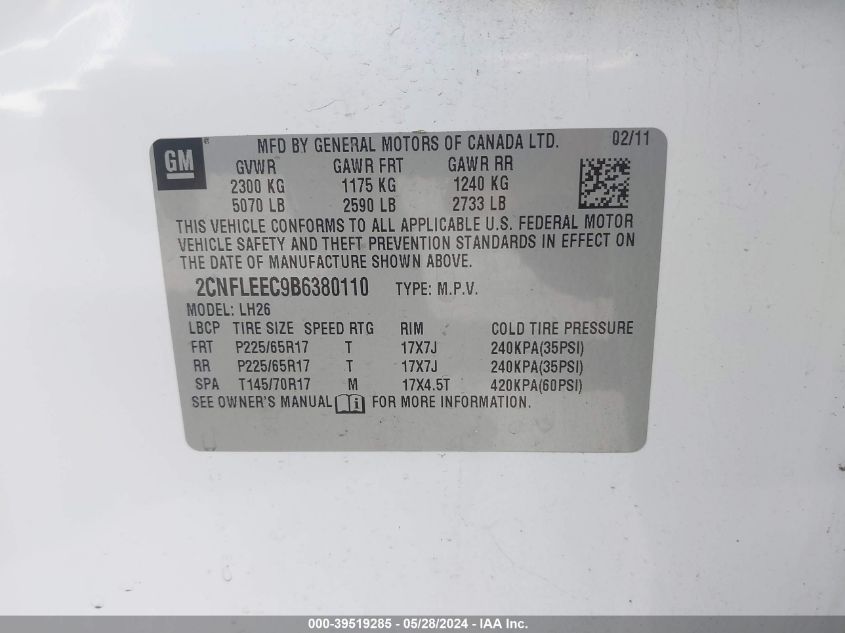 GM ® MFD BY GENERAL MOTORS OF CANADA LTD. 02/11
GVWR GAWR FRT GAWR RR
2300 KG 1175 KG 1240 KG
5070 LB 2590 LB 2733 LB
THIS VEHICLE CONFORMS TO ALL APPLICABLE U.S. FEDERAL MOTOR
VEHICLE SAFETY AND THEFT PREVENTION STANDARDS IN EFFECT ON
THE DATE OF MANUFACTURE SHOWN ABOVE.
2CNFLEEC9B6380110 TYPE: M.P.V.
MODEL: LH26
LBCP TIRE SIZE SPEED RTG RIM COLD TIRE PRESSURE
FRT P225/65R17 T 17X7J 240KPA(35PSI)
RR P225/65R17 T 17X7J 240KPA(35PSI)
SPA T145/70R17 M 17X4.5T 420KPA(60PSI)
SEE OWNER'S MANUAL FOR MORE INFORMATION.
000-39519285 - 05/28/2024 - IAA Inc.